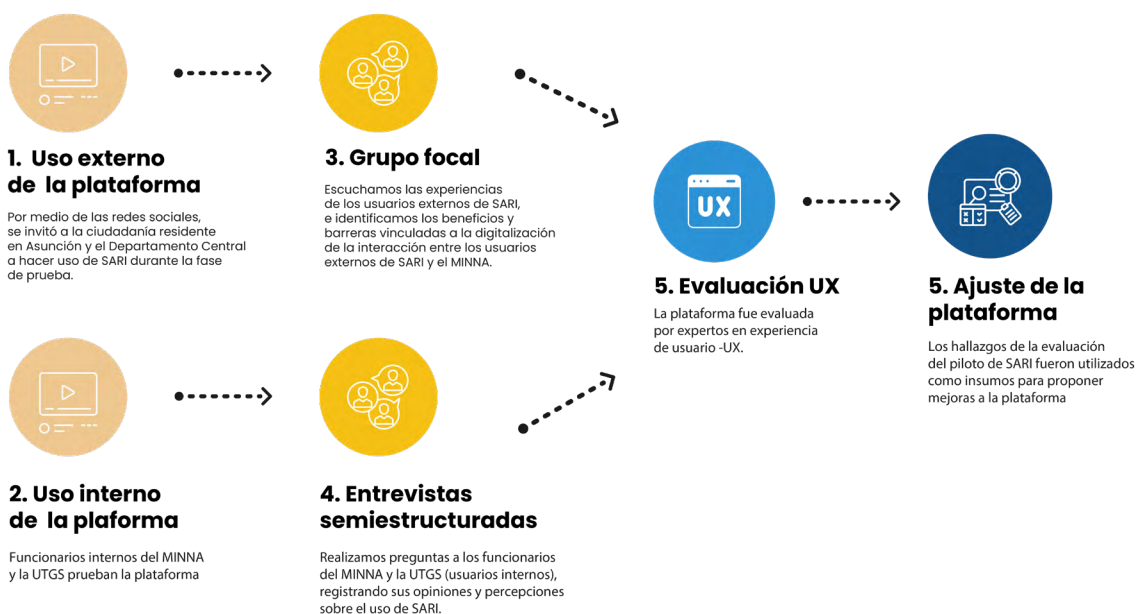 1. Uso externo
de la plataforma
Por medio de las redes sociales,
se invitó a la ciudadanía residente
en Asunción y el Departamento Central
a hacer uso de SARI durante la fase
de prueba.
3. Grupo focal
Escuchamos las experiencias
de los usuarios externos de SARI,
e identificamos los beneficios y
barreras vinculadas a la digitalización
de la interacción entre los usuarios
externos de SARI y el MINNA.
2. Uso interno
de la plaforma
Funcionarios internos del MINNA
y la UTGS prueban la plataforma
4. Entrevistas
semiestructuradas
Realizamos preguntas a los funcionarios
del MINNA y la UTGS (usuarios internos),
registrando sus opiniones y percepciones
sobre el uso de SARI.
UX
5. Evaluación UX
La plataforma fue evaluada
por expertos en experiencia
de usuario -UX.
5. Ajuste de la
plataforma
Los hallazgos de la evaluación
del piloto de SARI fueron utilizados
como insumos para proponer
mejoras a la plataforma